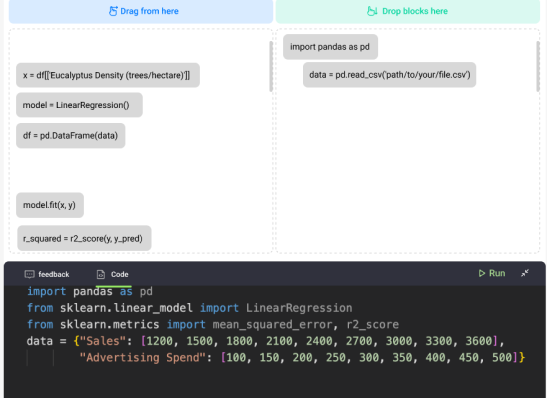 Drag from here
Drop blocks here
import pandas as pd
data = pd.read_csv('path/to/your/file.csv')
x = df[['Eucalyptus Density (trees/hectare)']]
model = LinearRegression()
df = pd.DataFrame(data)
model.fit(x, y)
r_squared = r2_score(y, y_pred)
feedback
Code
Run
import pandas as pd
from sklearn.linear_model import LinearRegression
from sklearn.metrics import mean_squared_error, r2_score
data = {"Sales": [1200, 1500, 1800, 2100, 2400, 2700, 3000, 3300, 3600],
"Advertising Spend": [100, 150, 200, 250, 300, 350, 400, 450, 500]}